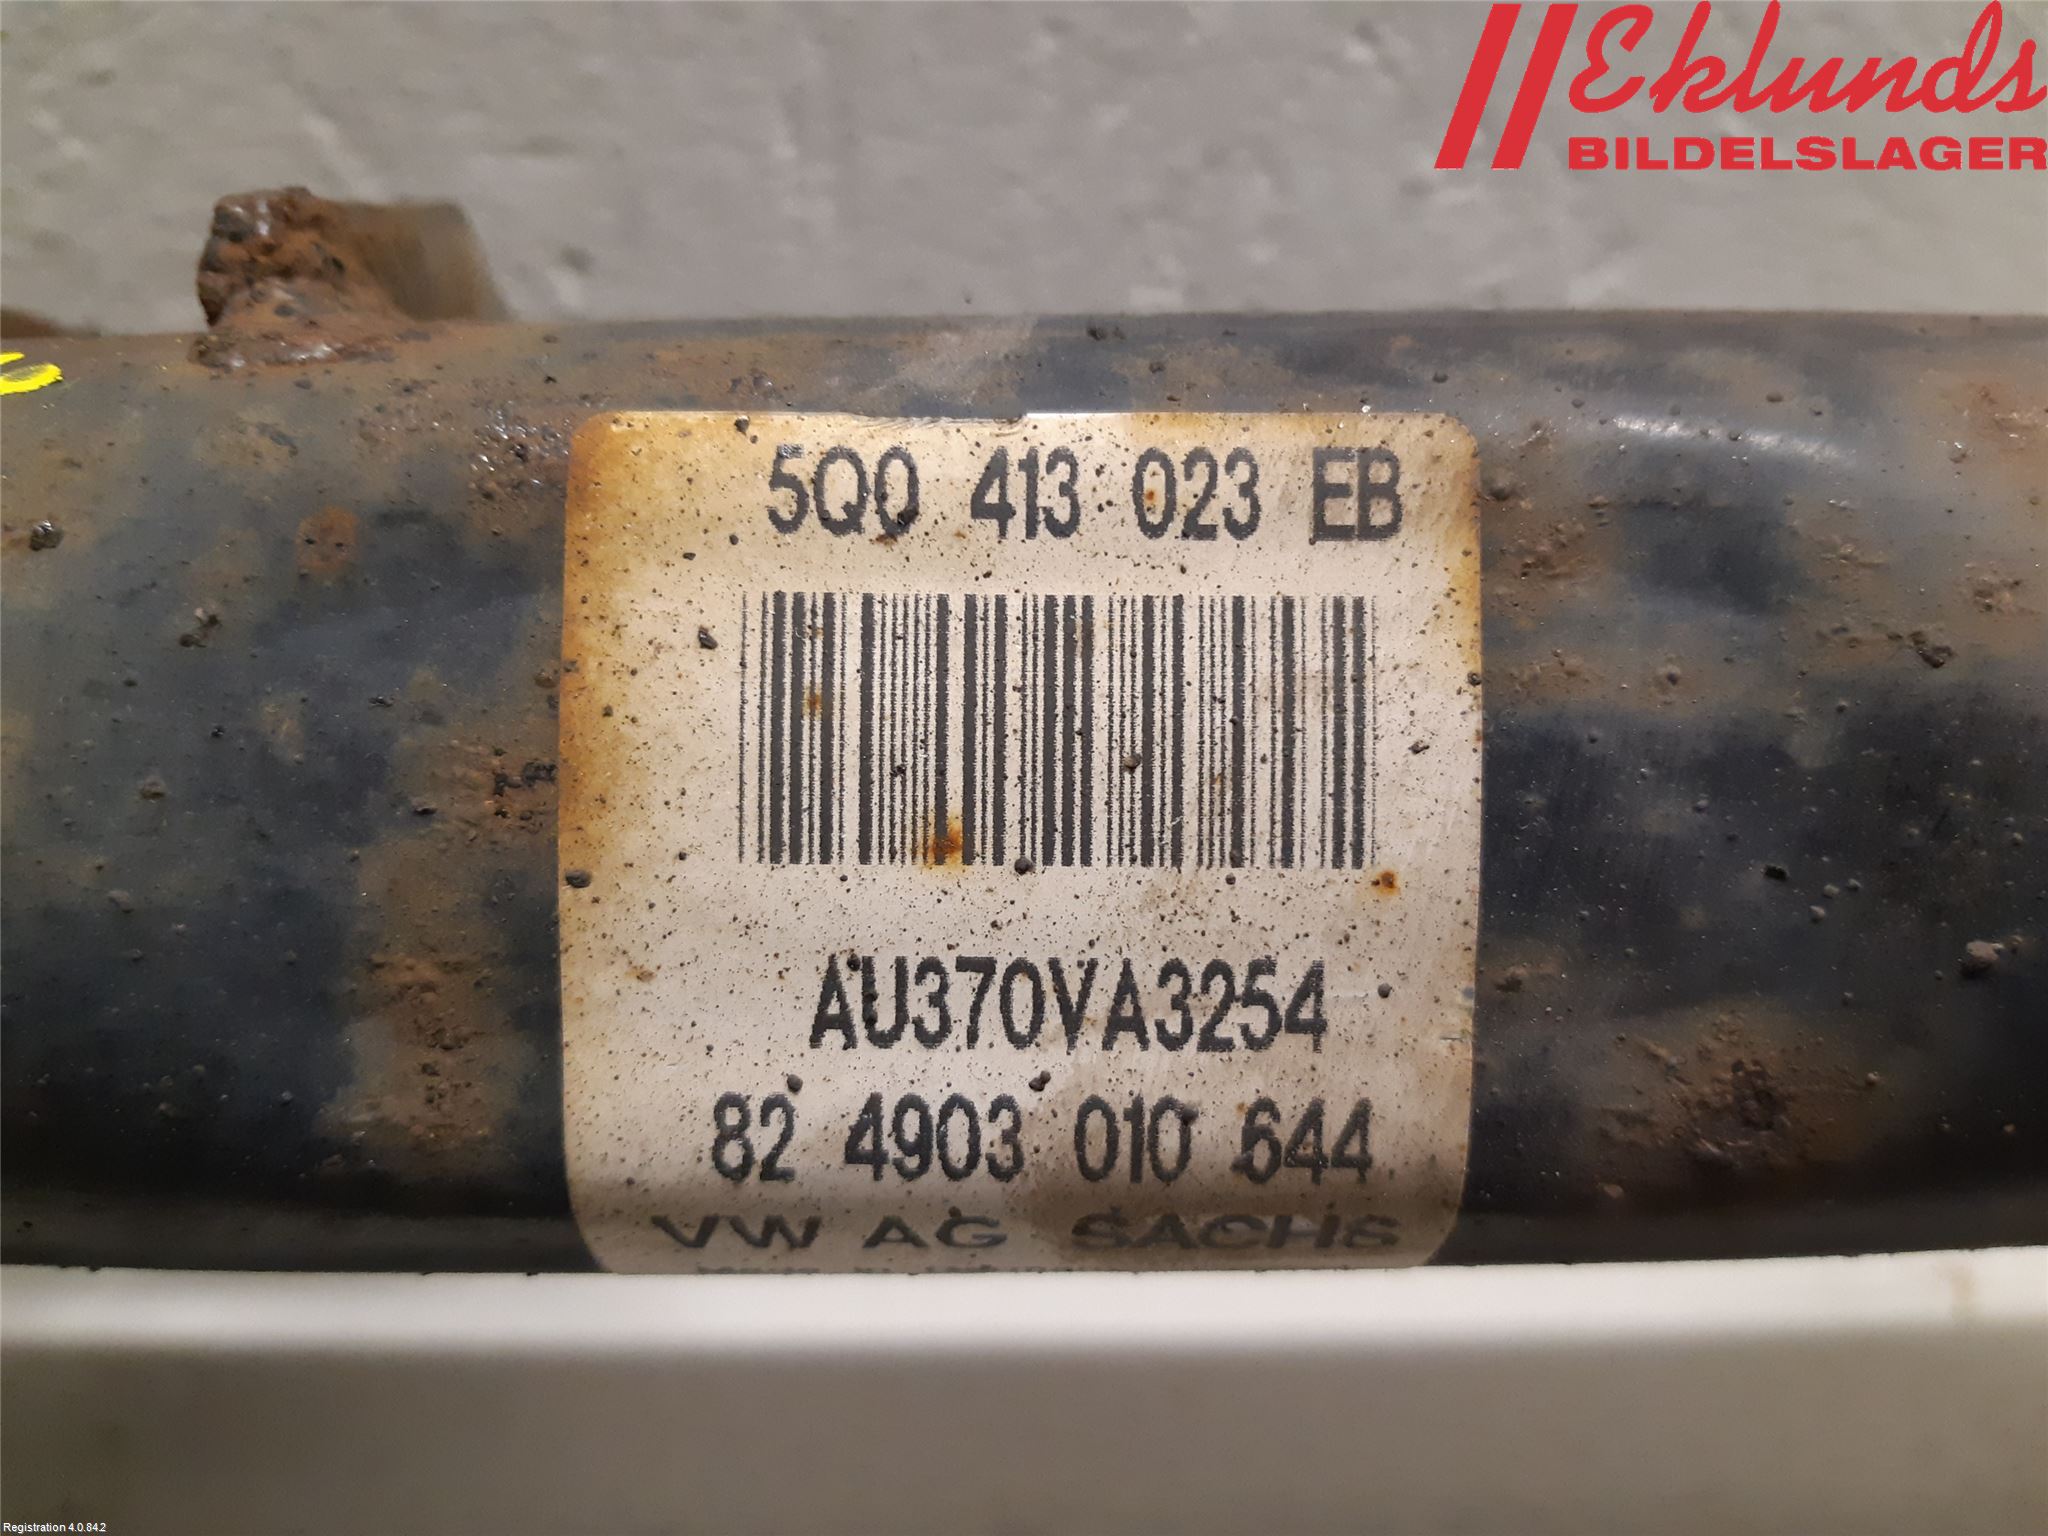 Eklunds
BILDELSLAGER
5Q0 413 023 EB
AU370VA3254
82 4903 010 644
VW AG SACHS
Registration 4.0.84.2